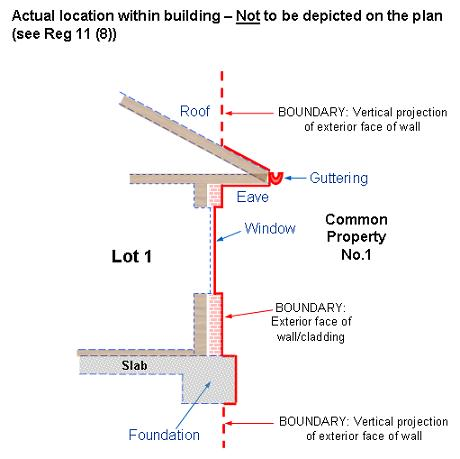 Actual location within building – Not to be depicted on the plan
(see Reg 11 (8))
Roof
BOUNDARY: Vertical projection
of exterior face of wall
Guttering
Eave
Window
Common
Property
No.1
Lot 1
BOUNDARY:
Exterior face of
wall/cladding
Slab
Foundation
BOUNDARY: Vertical projection
of exterior face of wall